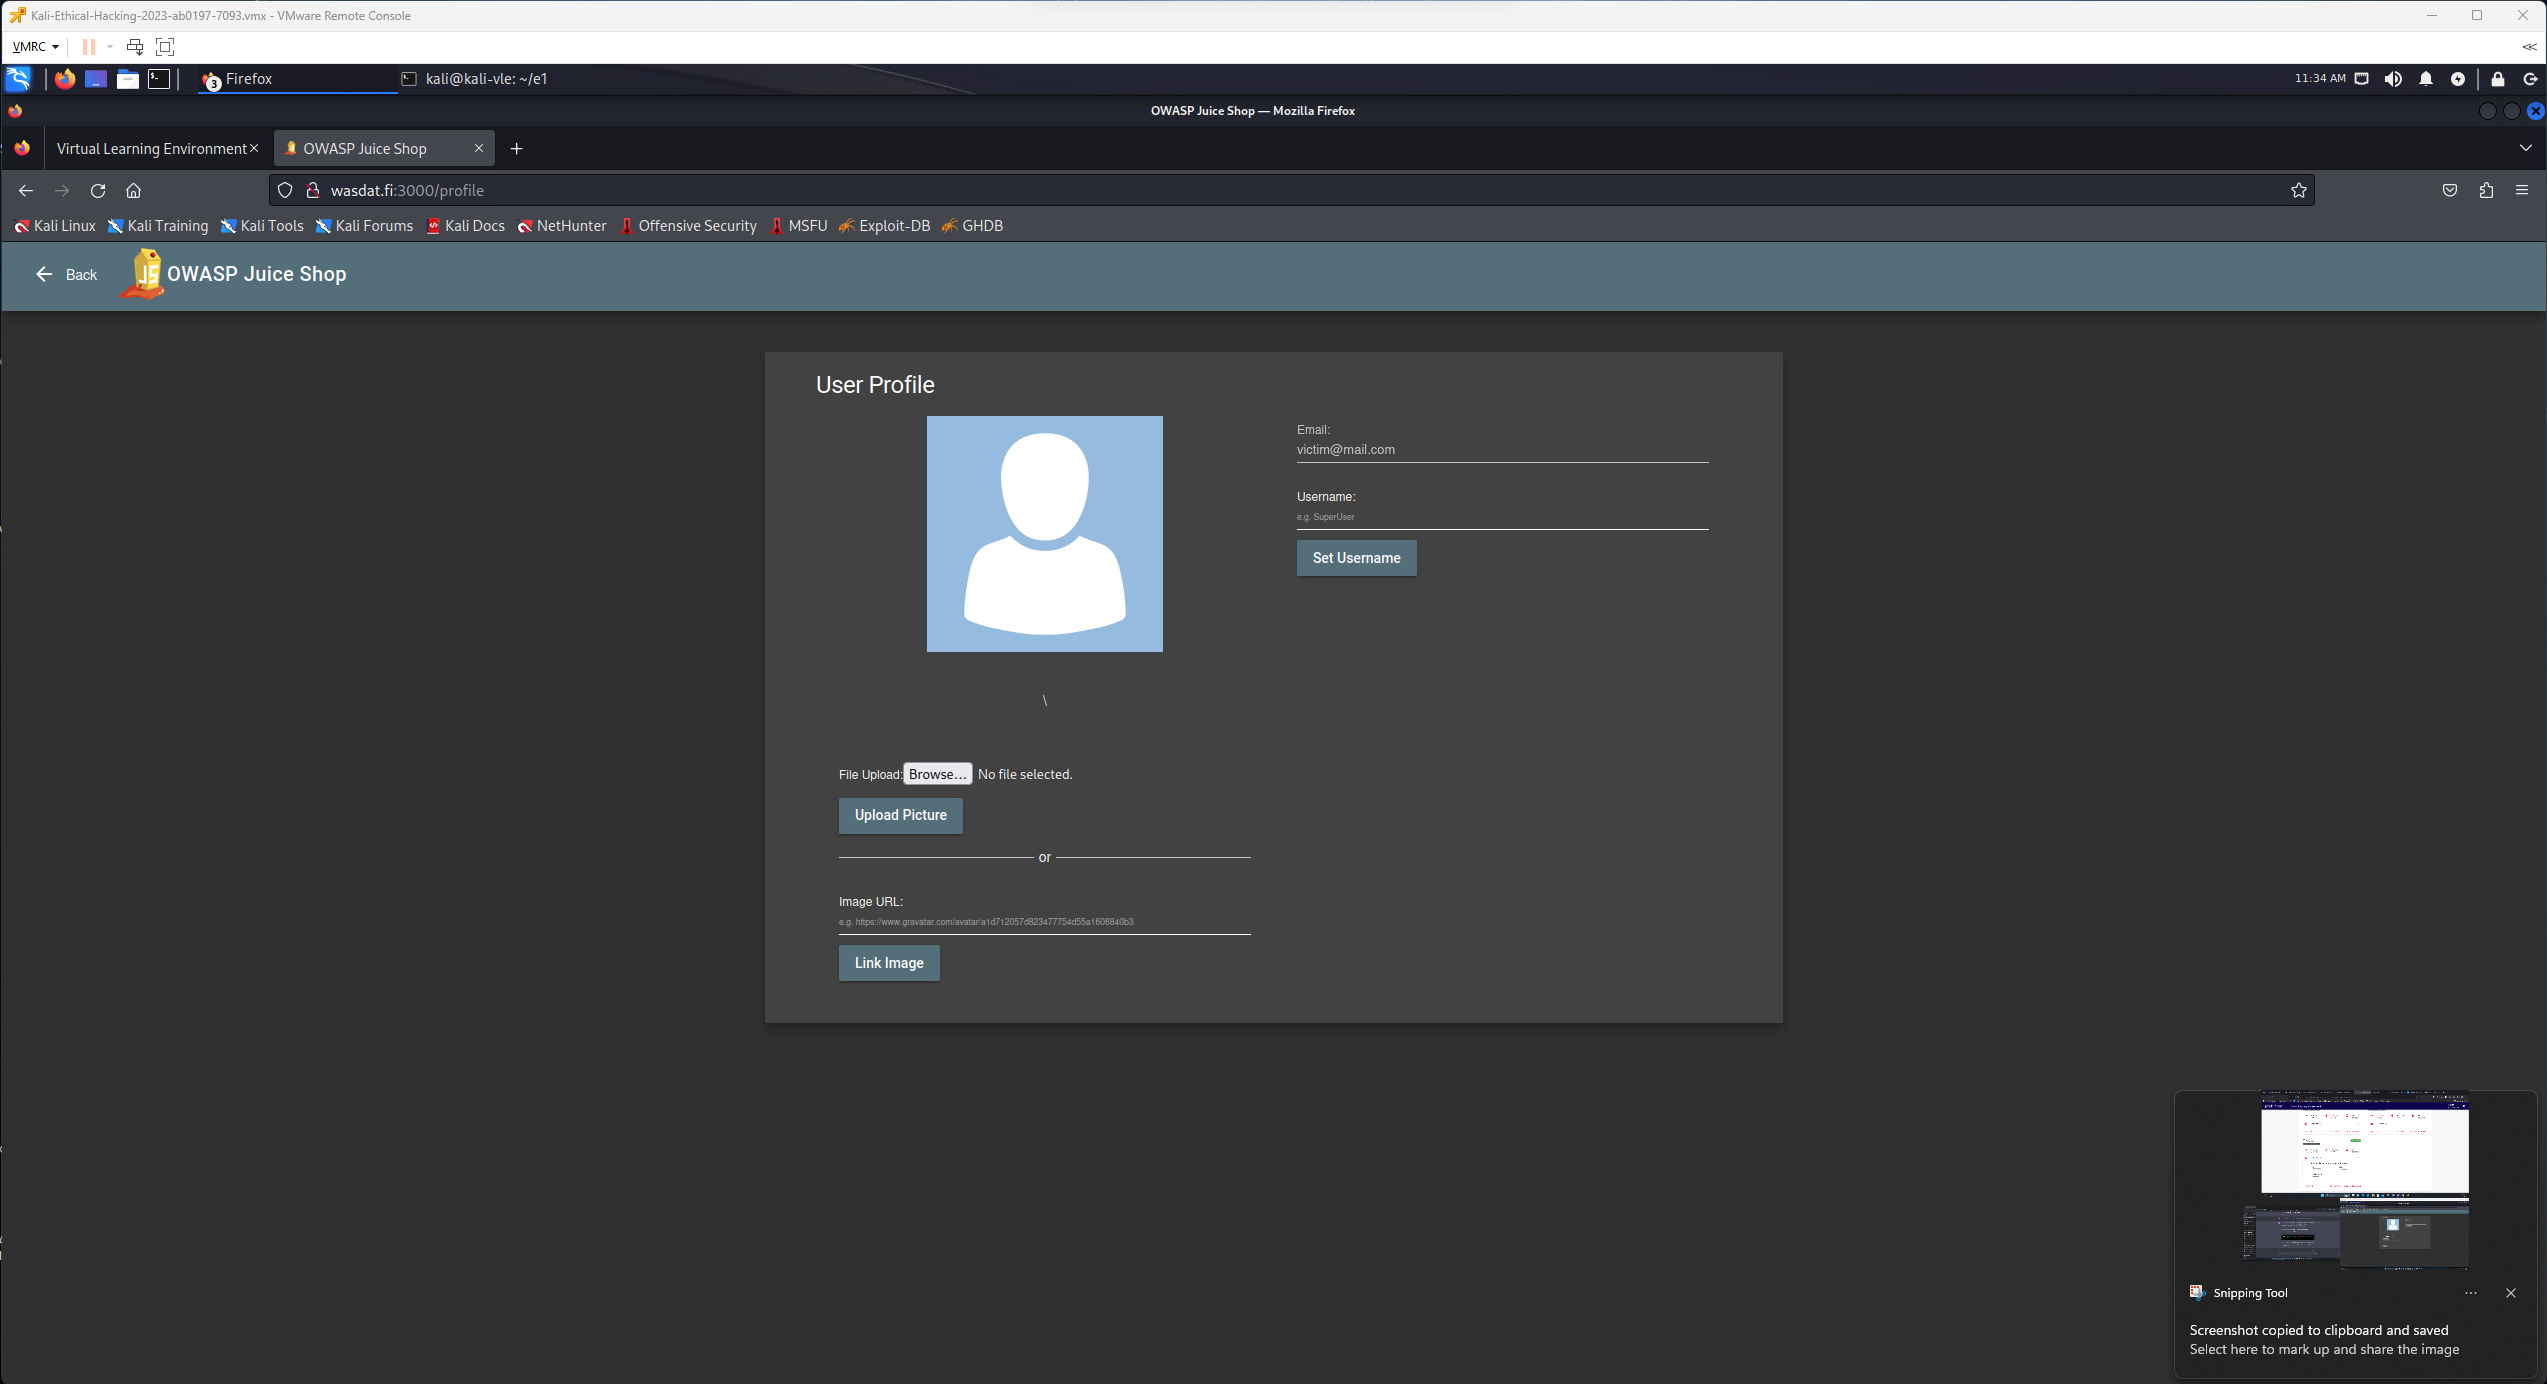 Kali-Ethical-Hacking-2023-ab0197-7093.vmx - VMware Remote Console
VMRC
3 Firefox kali@kali-vle: ~/e1 11:34 AM
OWASP Juice Shop — Mozilla Firefox
Virtual Learning Environment OWASP Juice Shop
wasdat.fi:3000/profile
Kali Linux Kali Training Kali Tools Kali Forums Kali Docs NetHunter Offensive Security MSFU Exploit-DB GHDB
Back JS OWASP Juice Shop
User Profile
Email:
victim@mail.com
Username:
e.g. SuperUser
Set Username
\
File Upload: Browse... No file selected.
Upload Picture
or
Image URL:
e.g. https://www.gravatar.com/avatar/a1d712057d823477754d55a1608840b3
Link Image
Snipping Tool
Screenshot copied to clipboard and saved
Select here to mark up and share the image